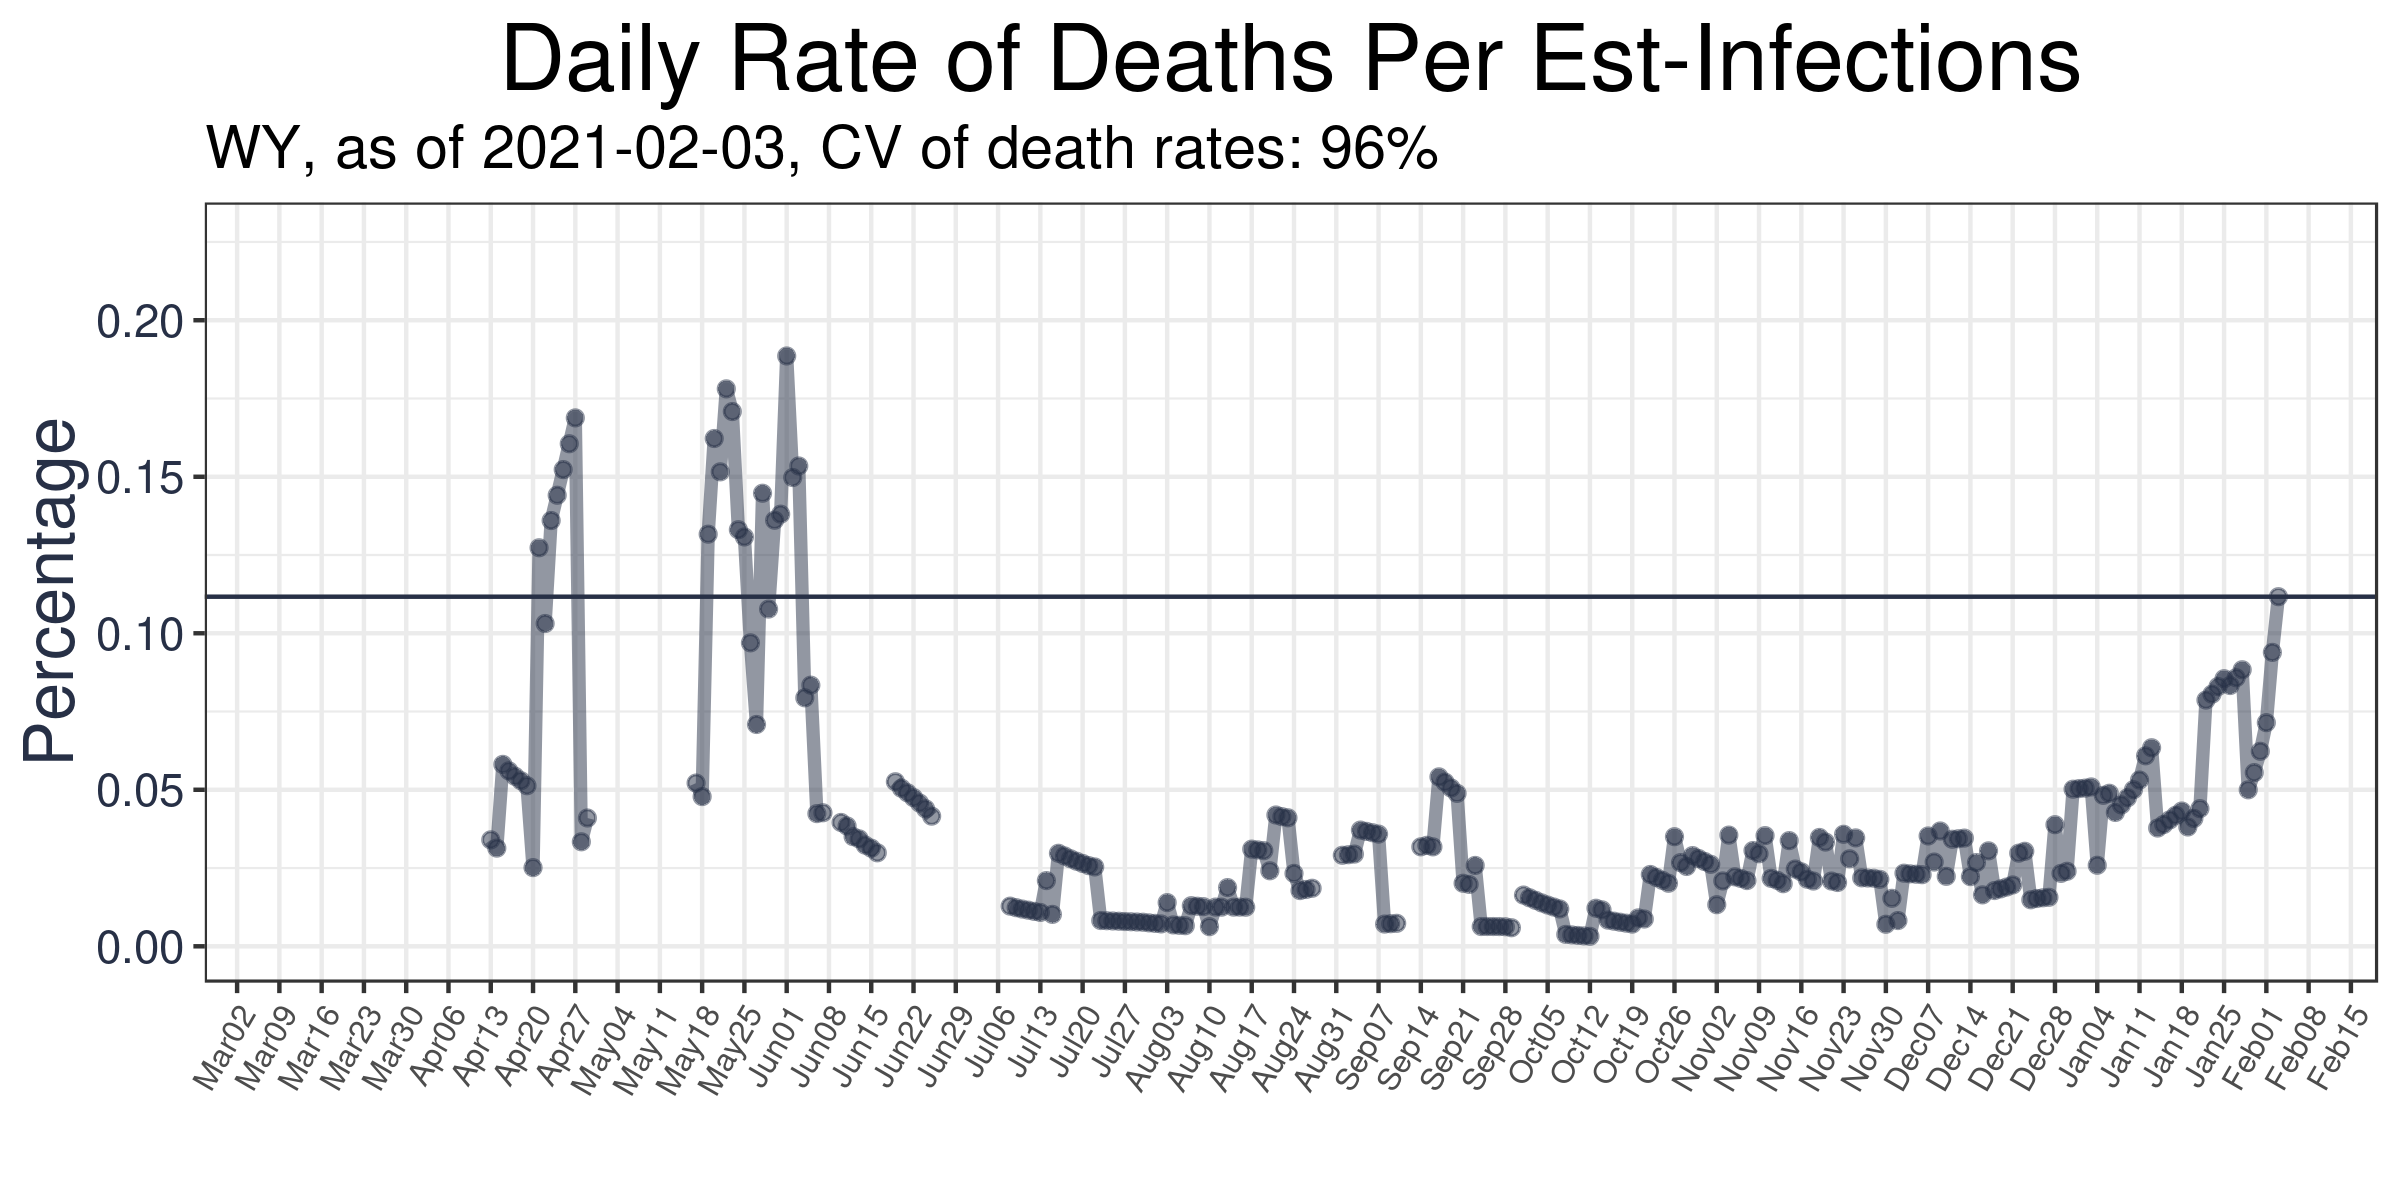 Daily Rate of Deaths Per Est-Infections
WY, as of 2021-02-03, CV of death rates: 96%
Percentage
0.20
0.15
0.10
0.05
0.00
Mar02
Mar09
Mar16
Mar23
Mar30
Apr06
Apr13
Apr20
Apr27
May04
May11
May18
May25
Jun01
Jun08
Jun15
Jun22
Jun29
Jul06
Jul13
Jul20
Jul27
Aug03
Aug10
Aug17
Aug24
Aug31
Sep07
Sep14
Sep21
Sep28
Oct05
Oct12
Oct19
Oct26
Nov02
Nov09
Nov16
Nov23
Nov30
Dec07
Dec14
Dec21
Dec28
Jan04
Jan11
Jan18
Jan25
Feb01
Feb08
Feb15